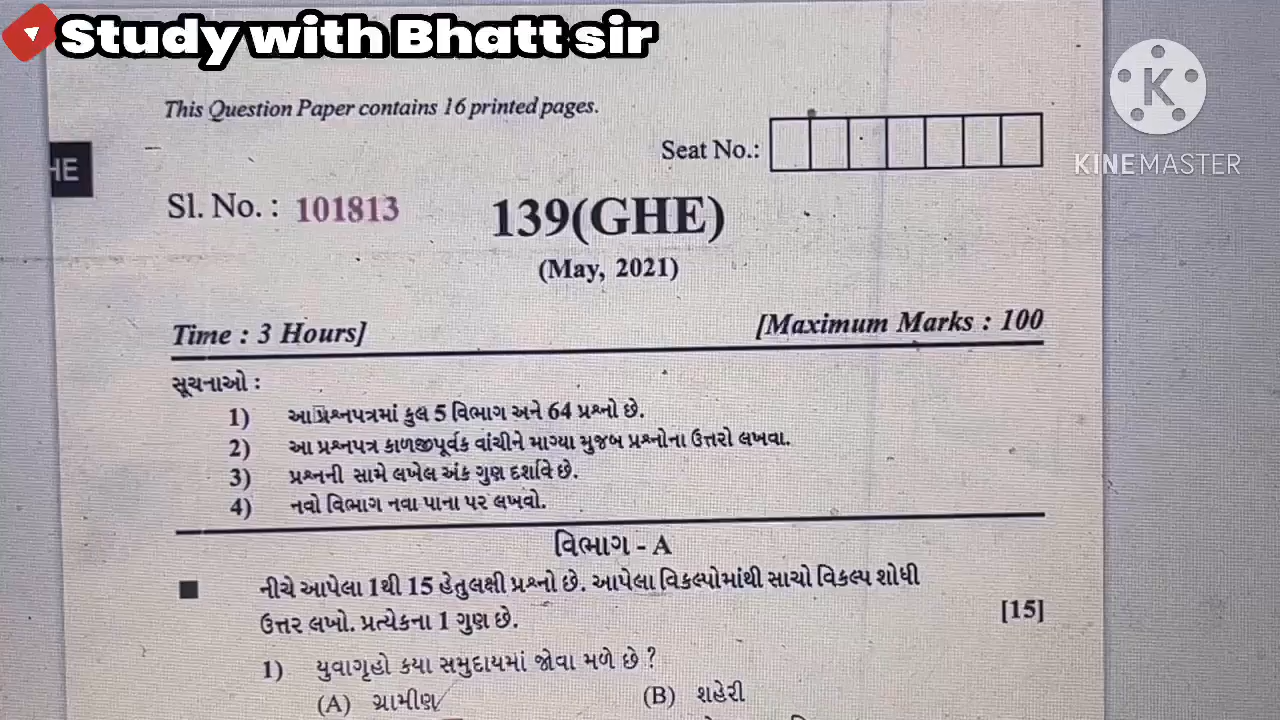 Study with Bhatt sir
K
KINEMASTER
This Question Paper contains 16 printed pages.
Seat No.:
HE
Sl. No. : 101813
139(GHE)
(May, 2021)
Time : 3 Hours]
[Maximum Marks : 100
સૂચનાઓ :
1) આ પ્રશ્નપત્રમાં કુલ 5 વિભાગ અને 64 પ્રશ્નો છે.
2) આ પ્રશ્નપત્ર કાળજીપૂર્વક વાંચીને માગ્યા મુજબ પ્રશ્નોના ઉત્તરો લખવા.
3) પ્રશ્નની સામે લખેલ અંક ગુણ દર્શાવે છે.
4) નવો વિભાગ નવા પાના પર લખવો.
વિભાગ - A
નીચે આપેલા 1થી 15 હેતુલક્ષી પ્રશ્નો છે. આપેલા વિકલ્પોમાંથી સાચો વિકલ્પ શોધી
ઉત્તર લખો. પ્રત્યેકના 1 ગુણ છે. [15]
1) યુવાગૃહો કયા સમુદાયમાં જોવા મળે છે ?
(A) ગ્રામીણ (B) શહેરી